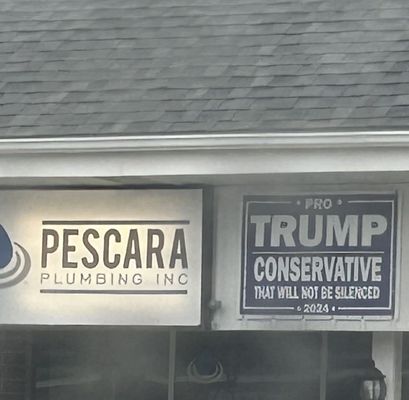 PESCARA
PLUMBING INC
PRO
TRUMP
CONSERVATIVE
THAT WILL NOT BE SILENCED
2024